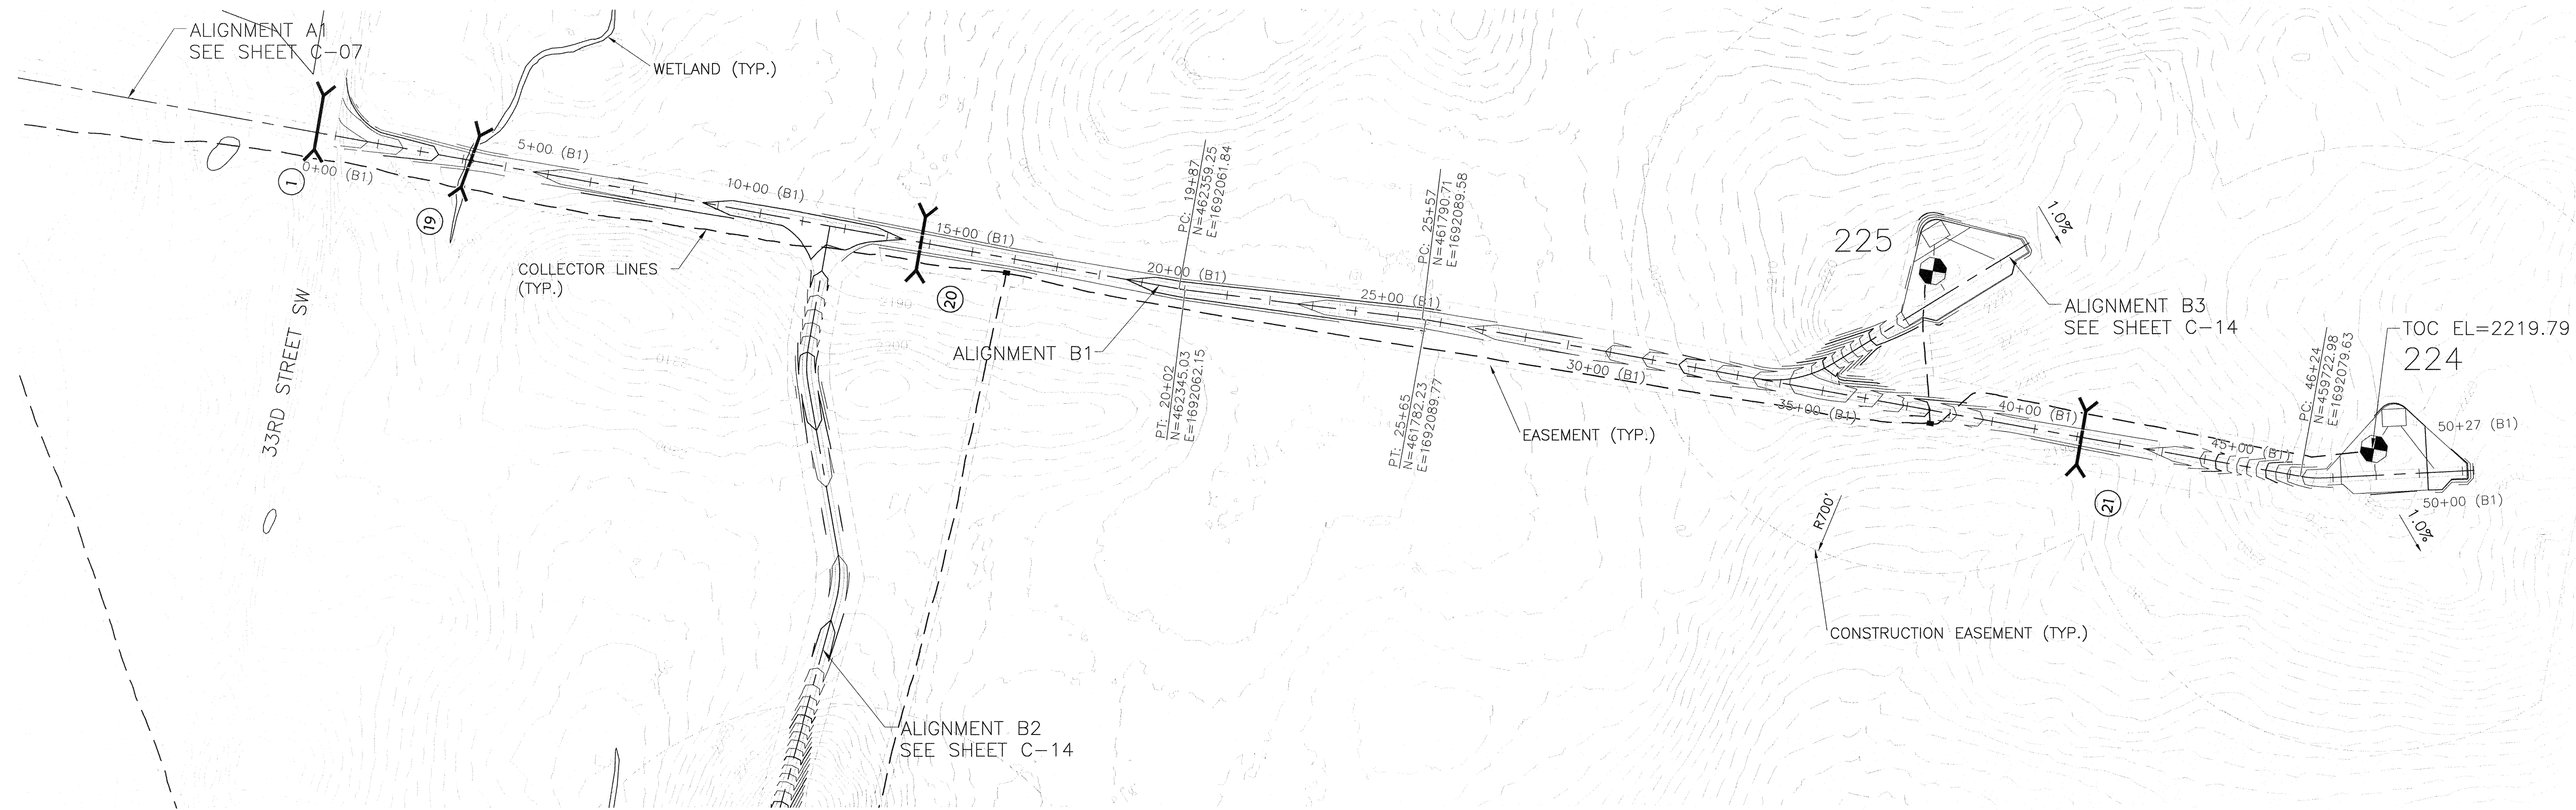 ALIGNMENT A1
SEE SHEET C-07
WETLAND (TYP.)
0+00 (B1)
1
19
5+00 (B1)
10+00 (B1)
COLLECTOR LINES
(TYP.)
33RD STREET SW
15+00 (B1)
20
PC: 19+87
N=462359.25
E=1692061.84
20+00 (B1)
ALIGNMENT B1
PT: 20+02
N=462345.03
E=1692062.15
25+00 (B1)
PC: 25+57
N=461790.71
E=1692089.58
PT: 25+65
N=461782.23
E=1692089.77
EASEMENT (TYP.)
30+00 (B1)
35+00 (B1)
225
1.0%
ALIGNMENT B3
SEE SHEET C-14
40+00 (B1)
21
R700'
CONSTRUCTION EASEMENT (TYP.)
45+00 (B1)
PC: 46+24
N=459722.98
E=1692079.63
TOC EL=2219.79
224
50+27 (B1)
50+00 (B1)
1.0%
ALIGNMENT B2
SEE SHEET C-14
2210
2220
2190